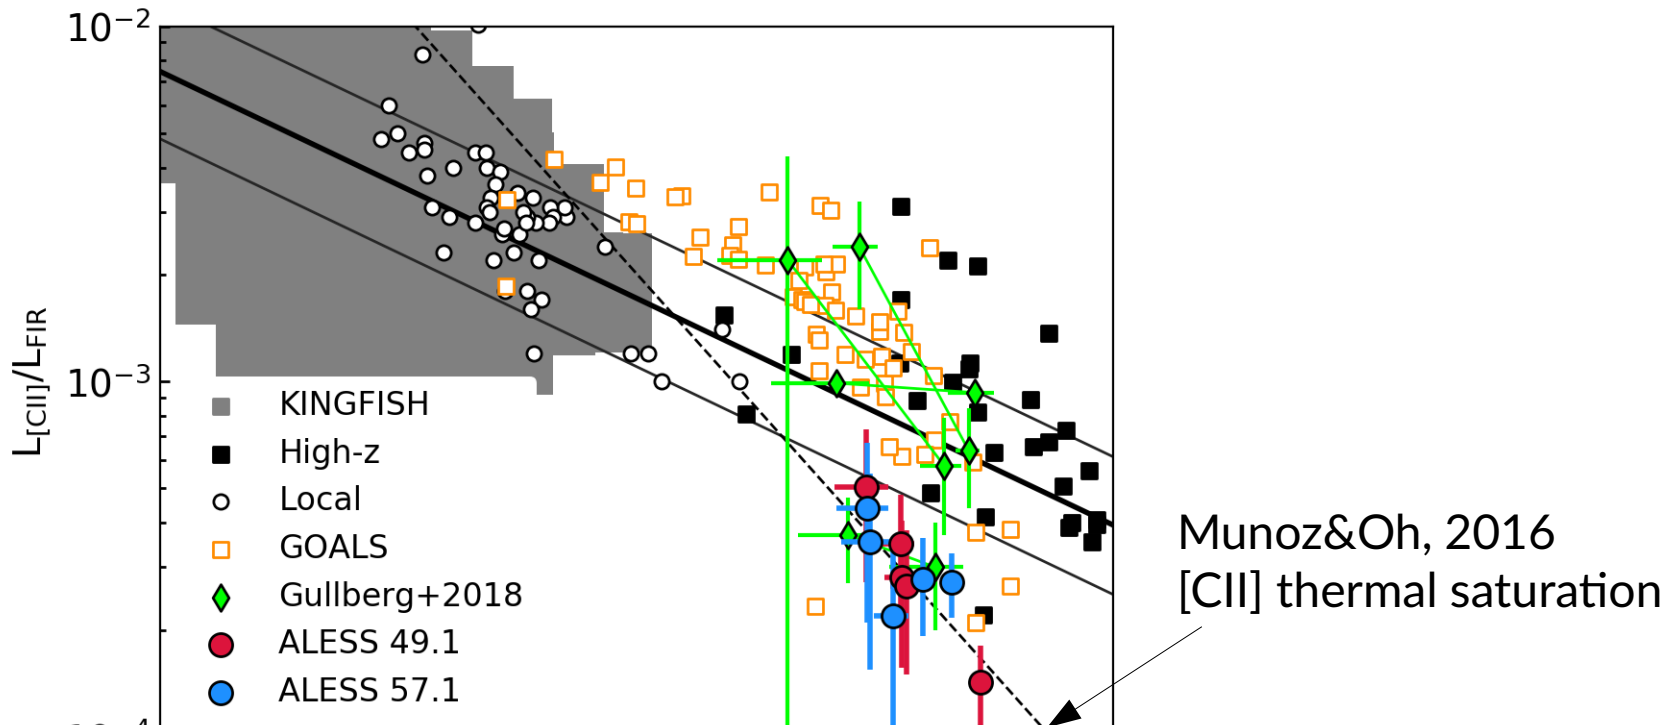 10⁻²
10⁻³
L[CII]/LFIR
KINGFISH
High-z
Local
GOALS
Gullberg+2018
ALESS 49.1
ALESS 57.1
Munoz&Oh, 2016
[CII] thermal saturation